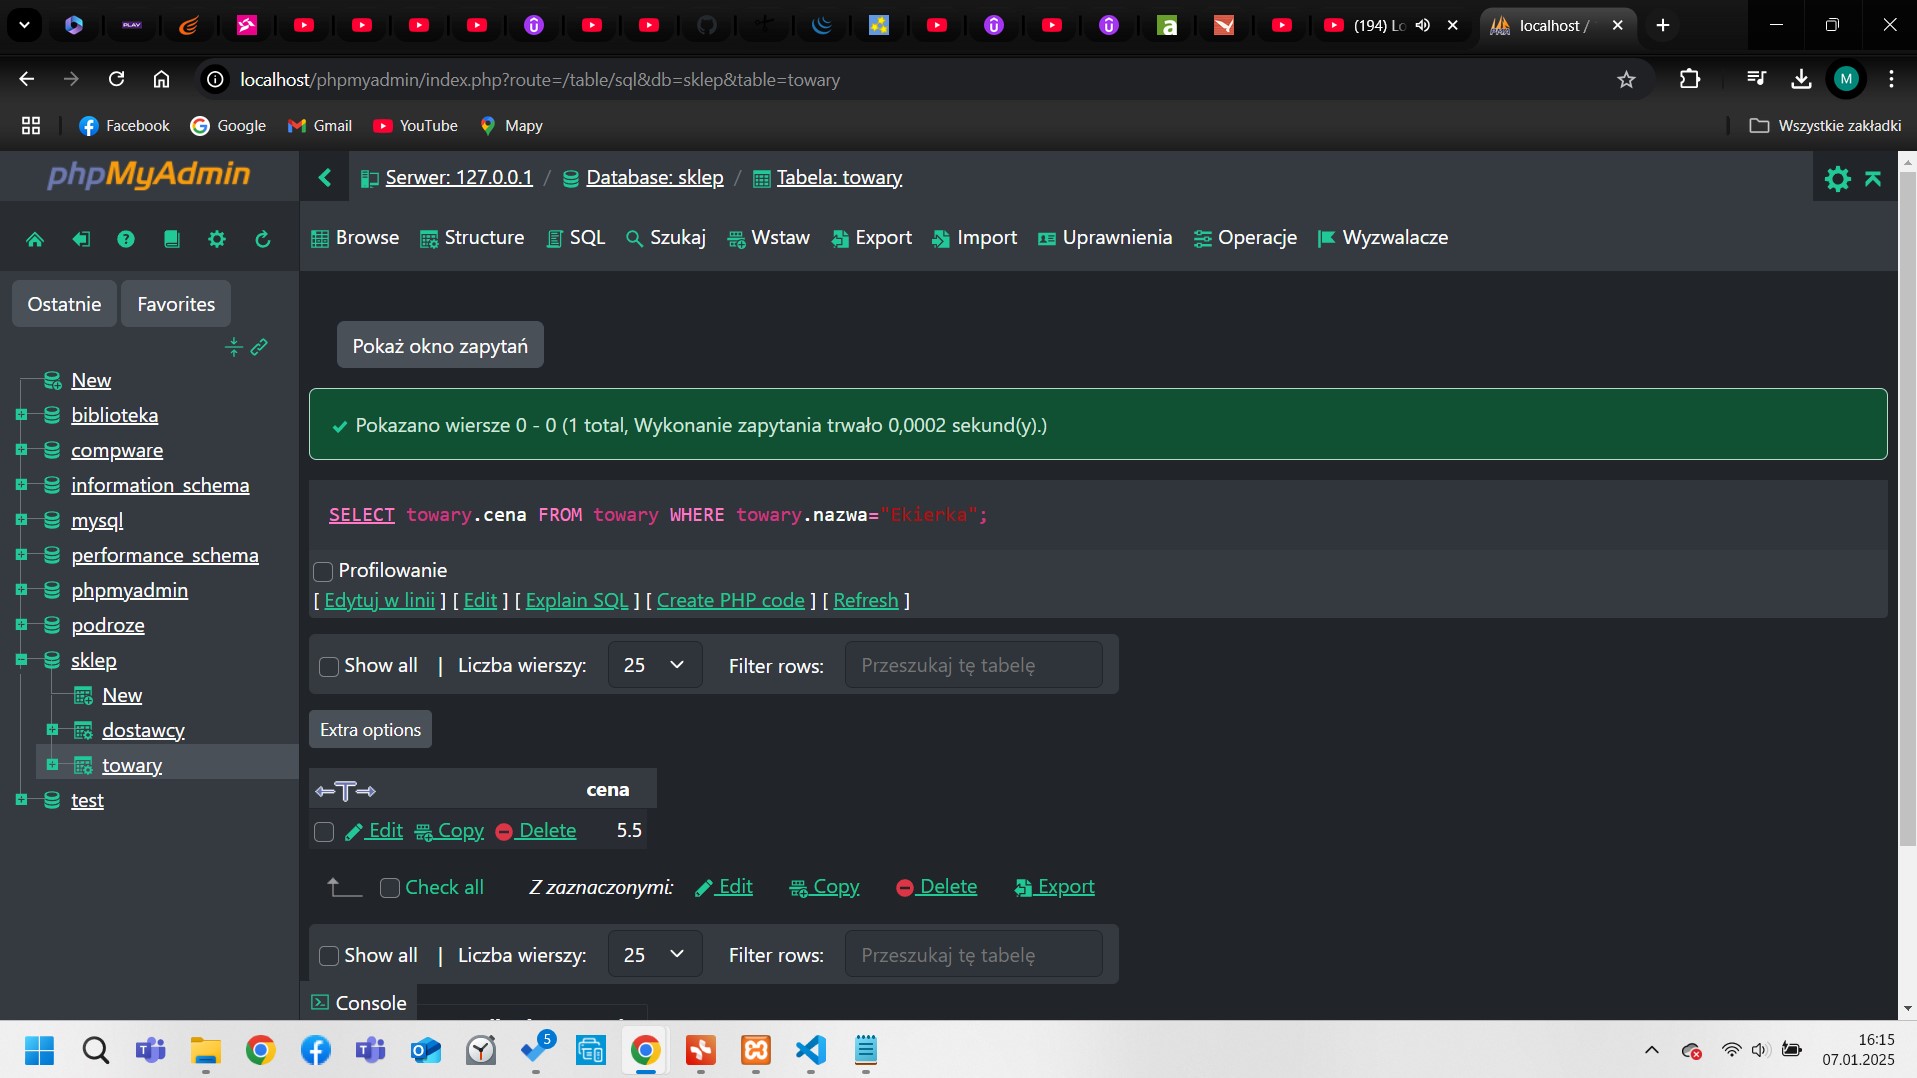 PLAY
(194) Lo
localhost /
localhost/phpmyadmin/index.php?route=/table/sql&db=sklep&table=towary
M
Facebook
Google
Gmail
YouTube
Mapy
Wszystkie zakładki
phpMyAdmin
Serwer: 127.0.0.1 / Database: sklep / Tabela: towary
Browse
Structure
SQL
Szukaj
Wstaw
Export
Import
Uprawnienia
Operacje
Wyzwalacze
Ostatnie
Favorites
New
biblioteka
compware
information_schema
mysql
performance_schema
phpmyadmin
podroze
sklep
New
dostawcy
towary
test
Pokaż okno zapytań
Pokazano wiersze 0 - 0 (1 total, Wykonanie zapytania trwało 0,0002 sekund(y).)
SELECT towary.cena FROM towary WHERE towary.nazwa="Ekierka";
Profilowanie
[ Edytuj w linii ] [ Edit ] [ Explain SQL ] [ Create PHP code ] [ Refresh ]
Show all | Liczba wierszy: 25 Filter rows: Przeszukaj tę tabelę
Extra options
←T→ cena
Edit Copy Delete 5.5
Check all Z zaznaczonymi: Edit Copy Delete Export
Show all | Liczba wierszy: 25 Filter rows: Przeszukaj tę tabelę
Console
5
16:15
07.01.2025